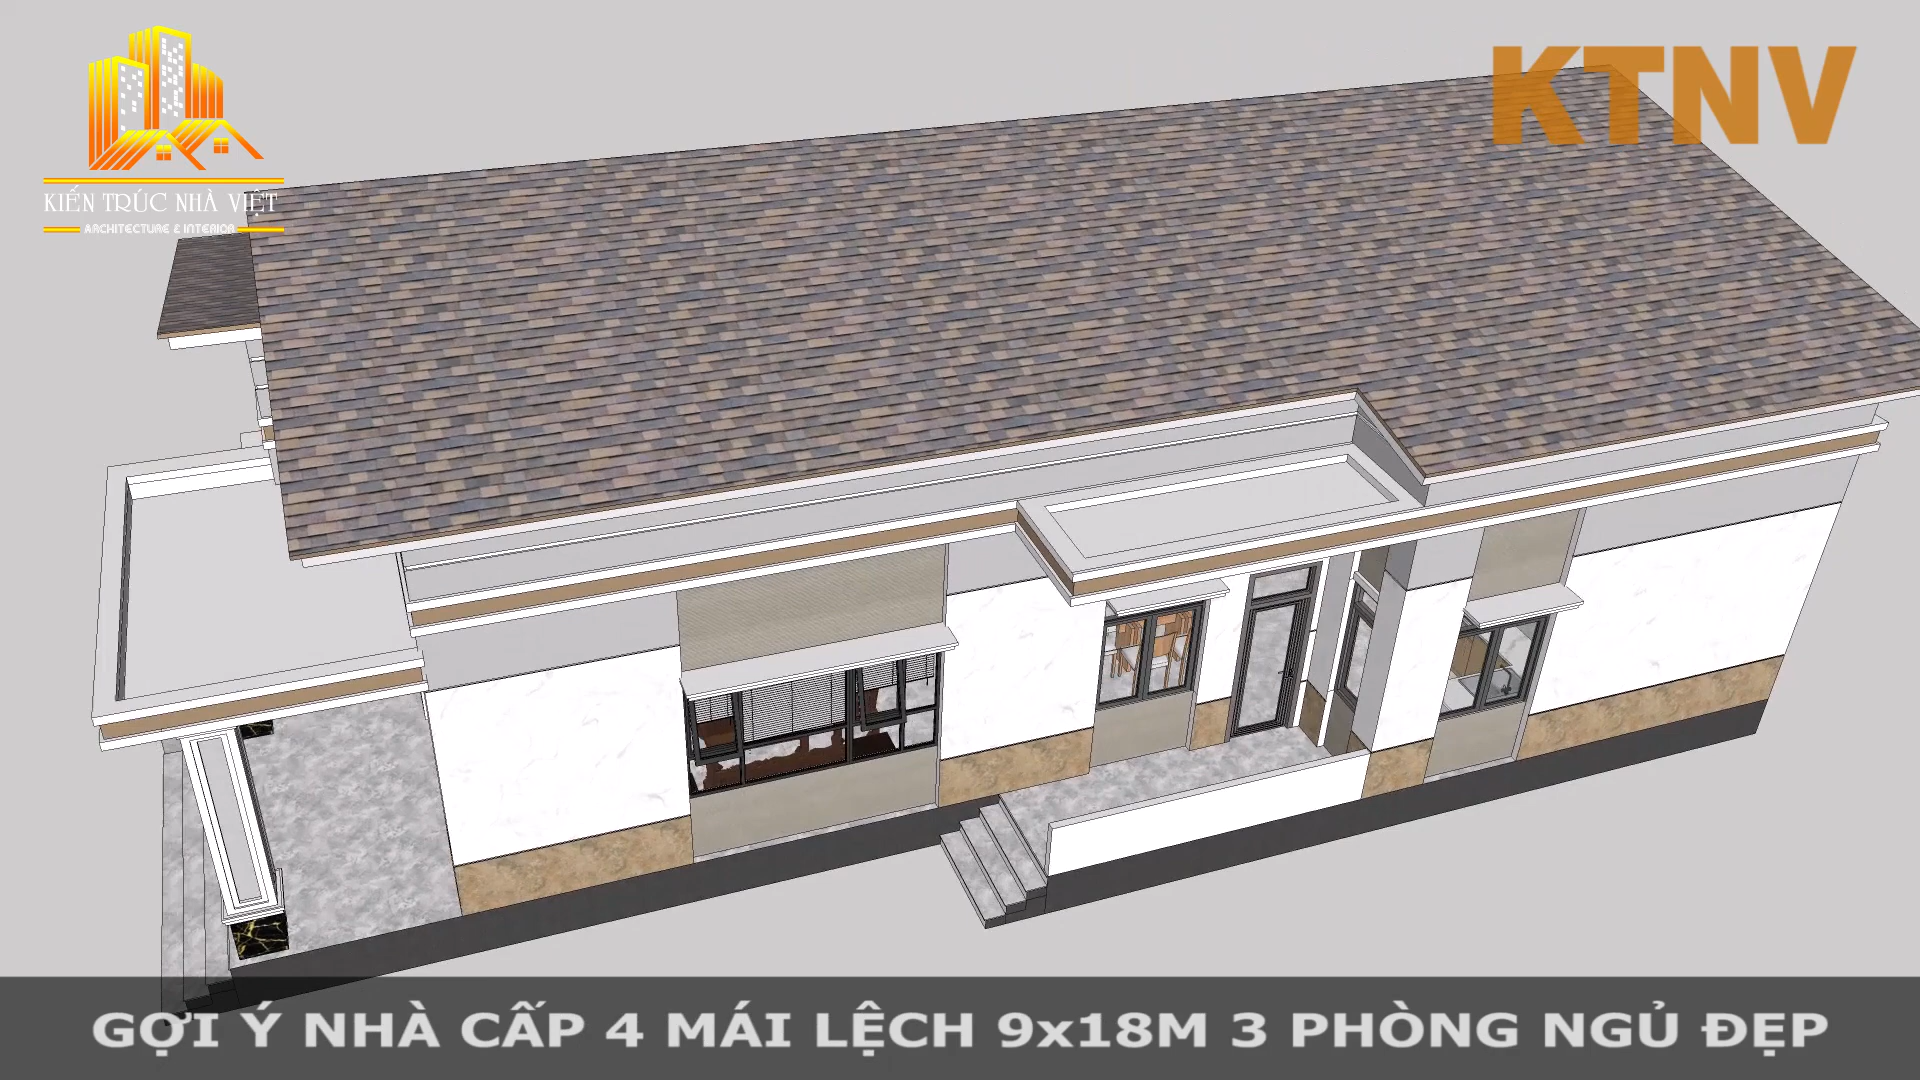 KTNV
KIẾN TRÚC NHÀ VIỆT
ARCHITECTURE & INTERIOR
GỢI Ý NHÀ CẤP 4 MÁI LỆCH 9x18M 3 PHÒNG NGỦ ĐẸP